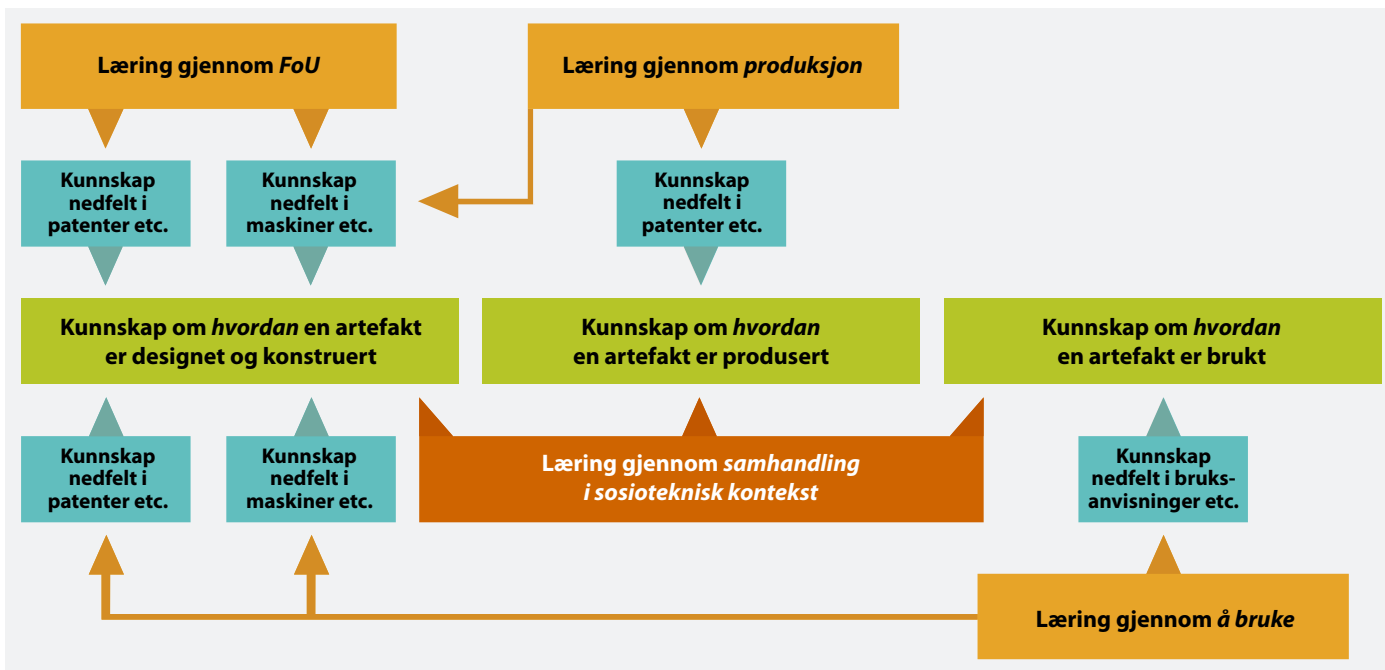 Læring gjennom FoU
Læring gjennom produksjon
Kunnskap
nedfelt i
patenter etc.
Kunnskap
nedfelt i
maskiner etc.
Kunnskap
nedfelt i
patenter etc.
Kunnskap om hvordan en artefakt
er designet og konstruert
Kunnskap om hvordan
en artefakt er produsert
Kunnskap om hvordan
en artefakt er brukt
Kunnskap
nedfelt i
patenter etc.
Kunnskap
nedfelt i
maskiner etc.
Læring gjennom samhandling
i sosioteknisk kontekst
Kunnskap
nedfelt i bruks-
anvisninger etc.
Læring gjennom å bruke